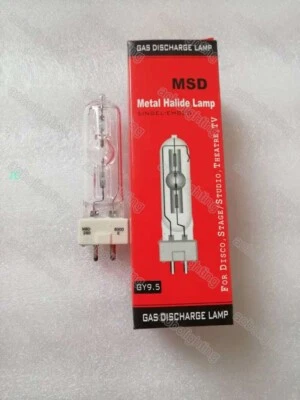 GAS DISCHARGE LAMP
MSD
Metal Halide Lamp
FOR DISCO, STAGE/STUDIO, THEATRE, TV
GY9.5
GAS DISCHARGE LAMP